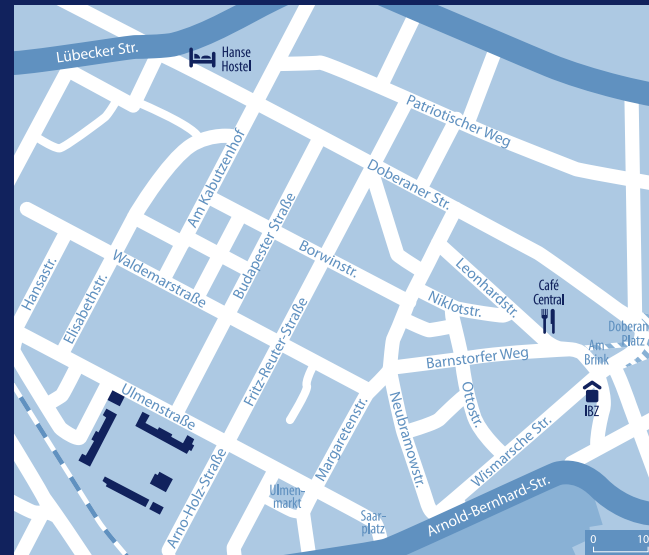 Lübecker Str.
Hanse
Hostel
Patriotischer Weg
Am Kabutzenhof
Doberaner Str.
Budapester Straße
Borwinstr.
Leonhardstr.
Hansastr.
Elisabethstr.
Waldemarstraße
Niklotstr.
Café
Central
Fritz-Reuter-Straße
Doberan
Platz
Am
Brink
Barnstorfer Weg
Ulmenstraße
Ottostr.
IBZ
Margaretenstr.
Neubramowstr.
Wismarsche Str.
Arno-Holz-Straße
Ulmen-
markt
Saar-
platz
Arnold-Bernhard-Str.
0 10